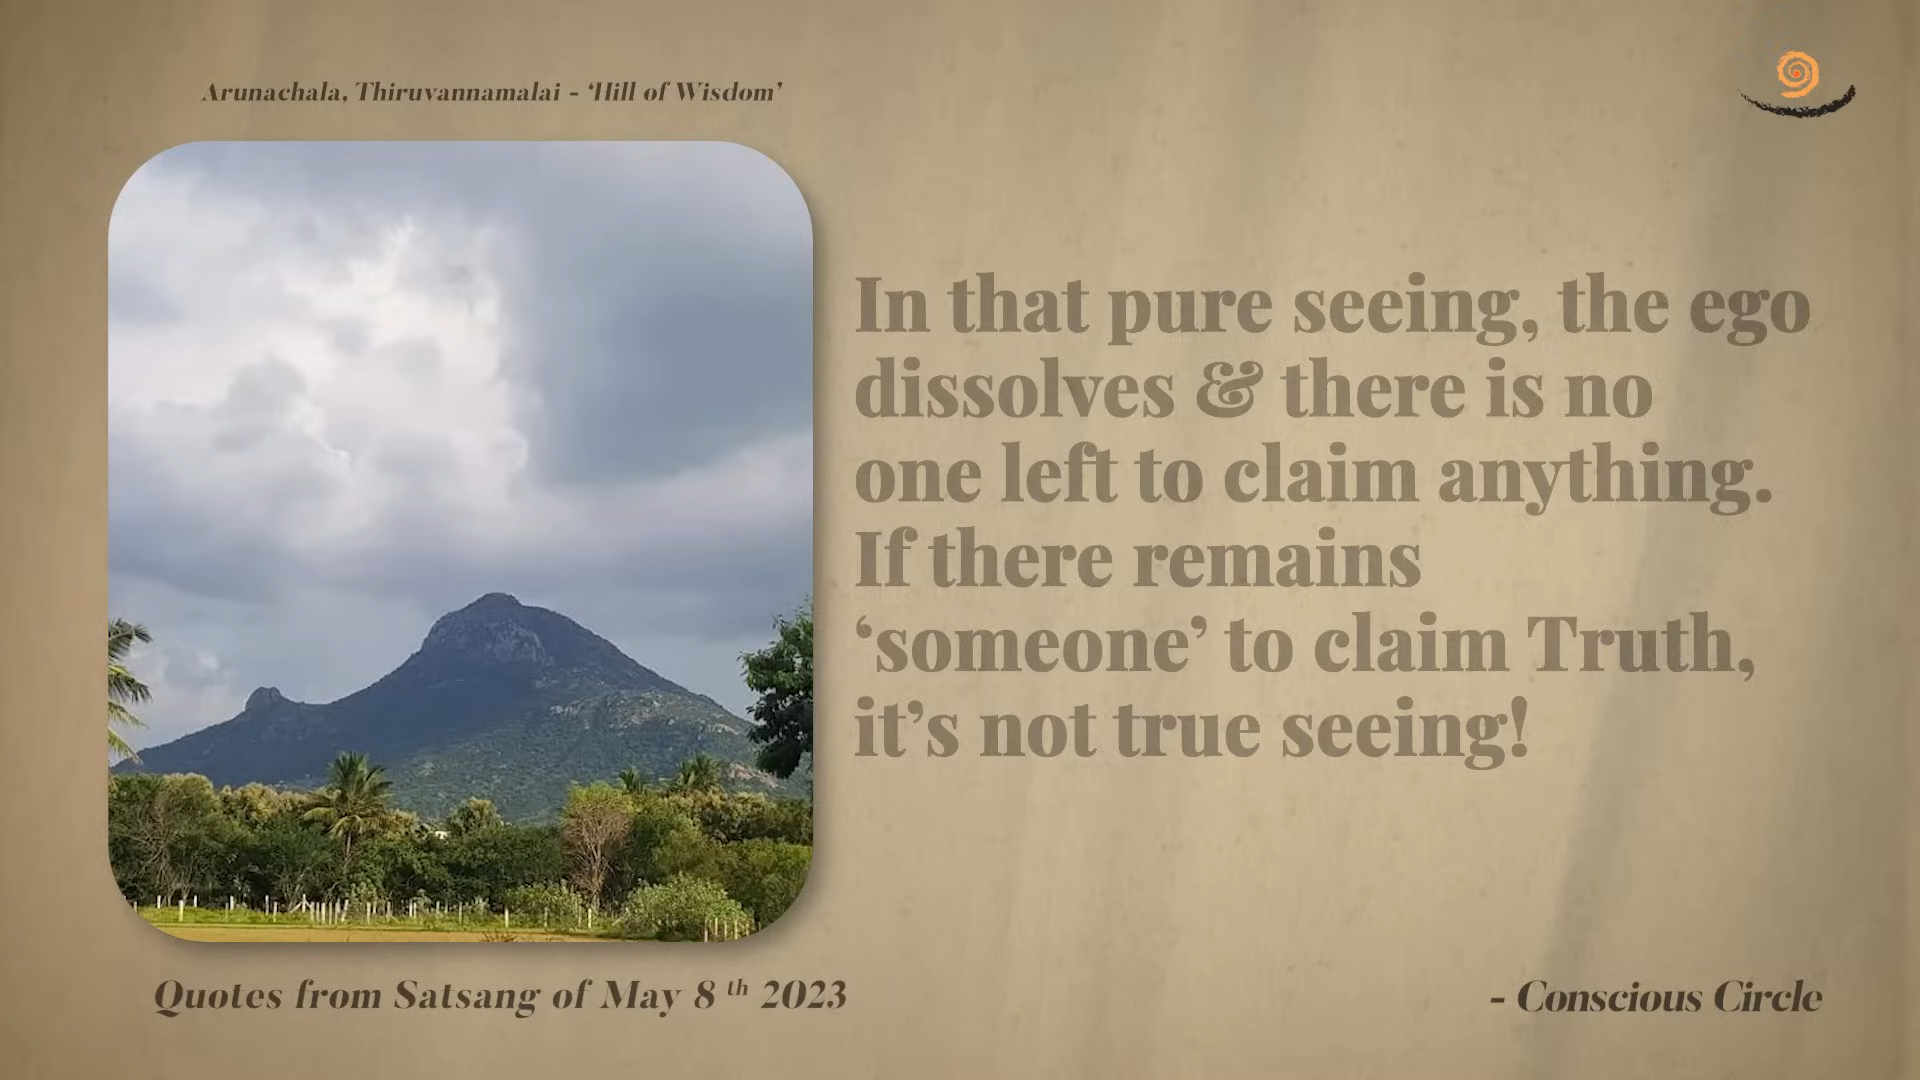 Arunachala, Thiruvannamalai - ‘Hill of Wisdom’
In that pure seeing, the ego
dissolves & there is no
one left to claim anything.
If there remains
‘someone’ to claim Truth,
it’s not true seeing!
Quotes from Satsang of May 8 th 2023
- Conscious Circle